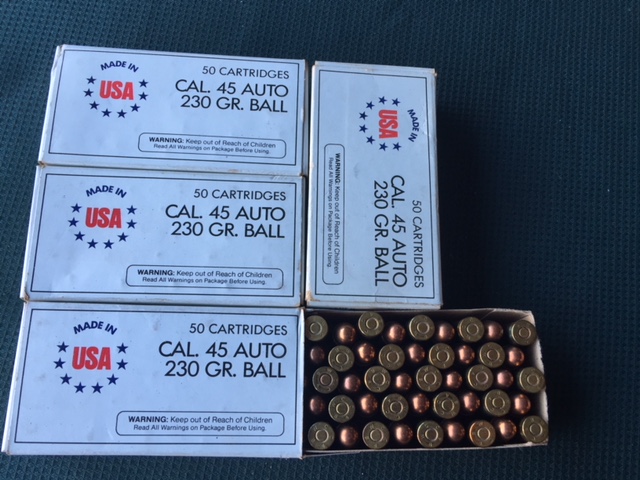 MADE IN
USA
50 CARTRIDGES
CAL. 45 AUTO
230 GR. BALL
WARNING: Keep out of Reach of Children
Read All Warnings on Package Before Using.
MADE IN
USA
50 CARTRIDGES
CAL. 45 AUTO
230 GR. BALL
WARNING: Keep out of Reach of Children
Read All Warnings on Package Before Using.
MADE IN
USA
50 CARTRIDGES
CAL. 45 AUTO
230 GR. BALL
WARNING: Keep out of Reach of Children
Read All Warnings on Package Before Using.
MADE IN
USA
50 CARTRIDGES
CAL. 45 AUTO
230 GR. BALL
WARNING: Keep out of Reach of Children
Read All Warnings on Package Before Using.